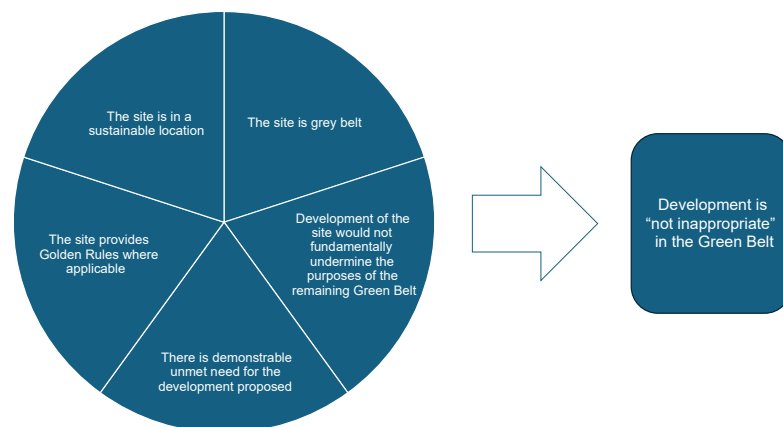 The site is in a
sustainable location
The site is grey belt
Development of the
site would not
fundamentally
undermine the
purposes of the
remaining Green Belt
There is demonstrable
unmet need for the
development proposed
The site provides
Golden Rules where
applicable
Development is
“not inappropriate”
in the Green Belt